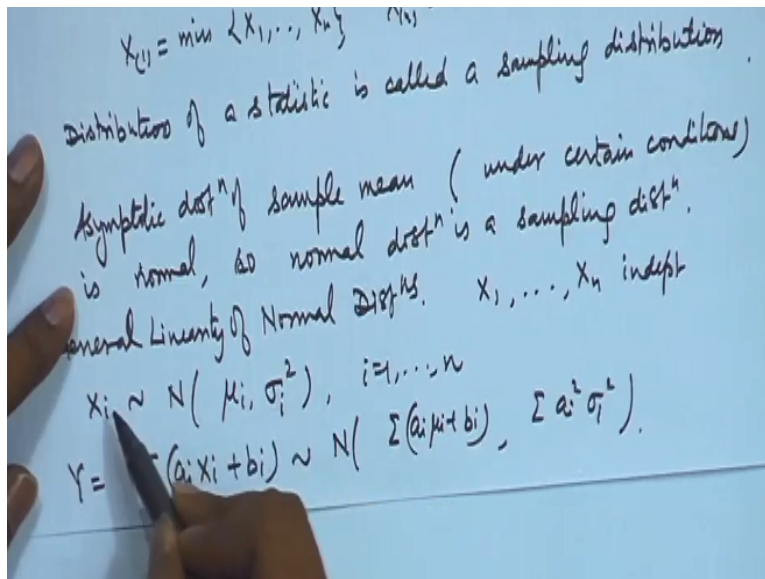 X(1) = min {X1, .., Xn}
Distribution of a statistic is called a sampling distribution.
Asymptotic distⁿ of sample mean ( under certain conditions)
is normal, so normal distⁿ is a sampling distⁿ.
eneral Linearity of Normal Distⁿs. X1, ..., Xn indept
Xi ~ N( μi, σi²), i=1,...,n
Y = (ai Xi + bi) ~ N( Σ(ai μi + bi), Σ ai² σi²).